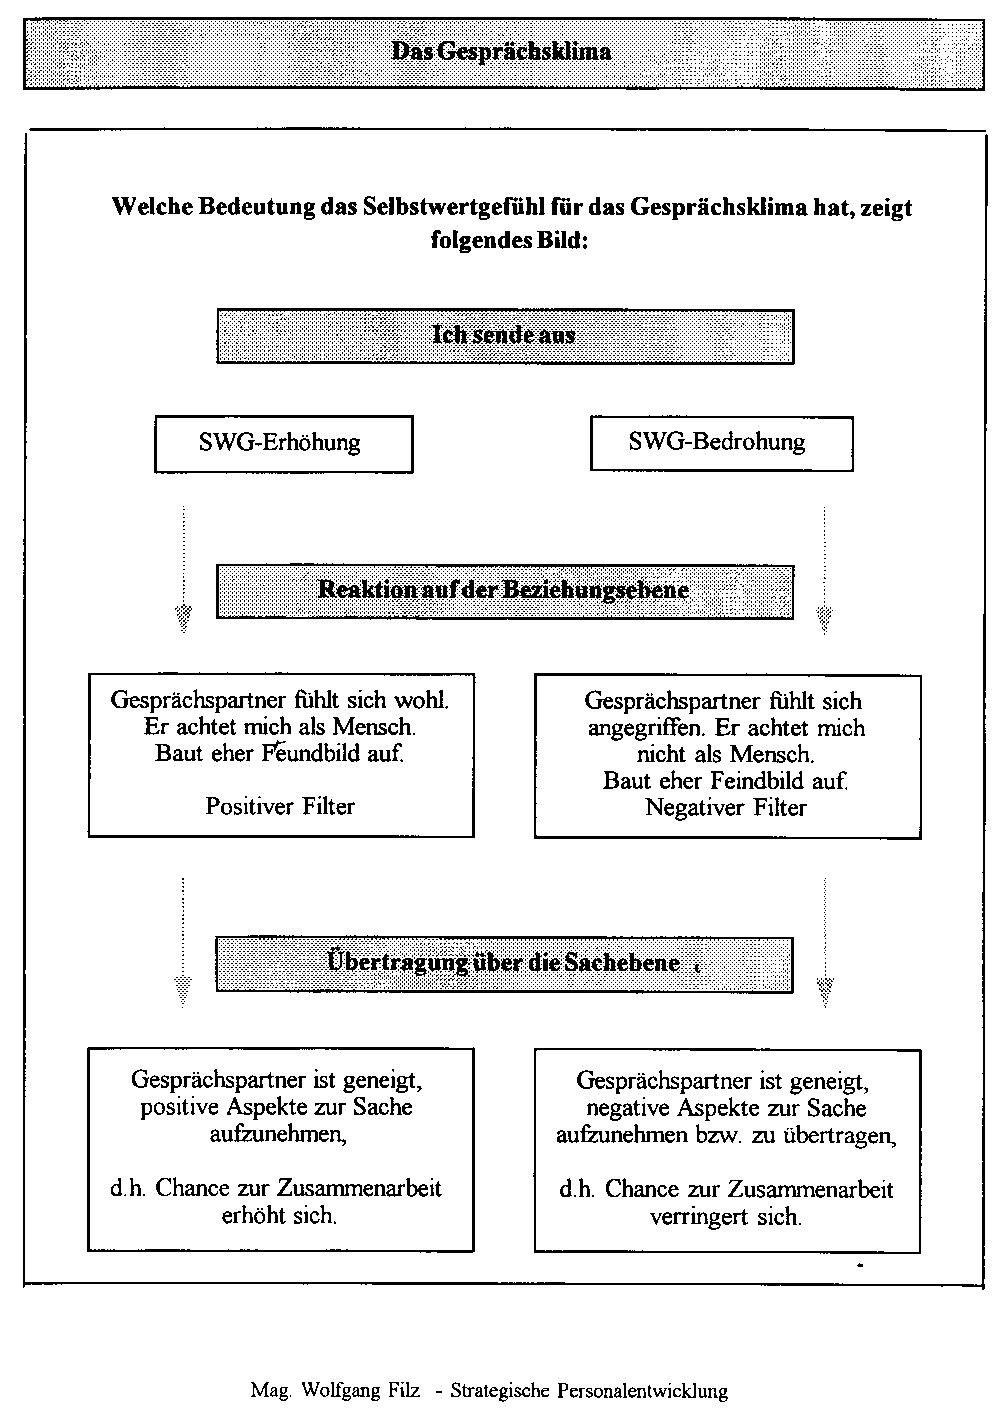 Das Gesprächsklima
Welche Bedeutung das Selbstwertgefühl für das Gesprächsklima hat, zeigt
folgendes Bild:
Ich sende aus
SWG-Erhöhung
SWG-Bedrohung
Reaktion auf der Beziehungsebene
Gesprächspartner fühlt sich wohl.
Er achtet mich als Mensch.
Baut eher Feundbild auf.
Positiver Filter
Gesprächspartner fühlt sich
angegriffen. Er achtet mich
nicht als Mensch.
Baut eher Feindbild auf.
Negativer Filter
Übertragung über die Sachebene
Gesprächspartner ist geneigt,
positive Aspekte zur Sache
aufzunehmen,
d.h. Chance zur Zusammenarbeit
erhöht sich.
Gesprächspartner ist geneigt,
negative Aspekte zur Sache
aufzunehmen bzw. zu übertragen,
d.h. Chance zur Zusammenarbeit
verringert sich.
Mag. Wolfgang Filz - Strategische Personalentwicklung